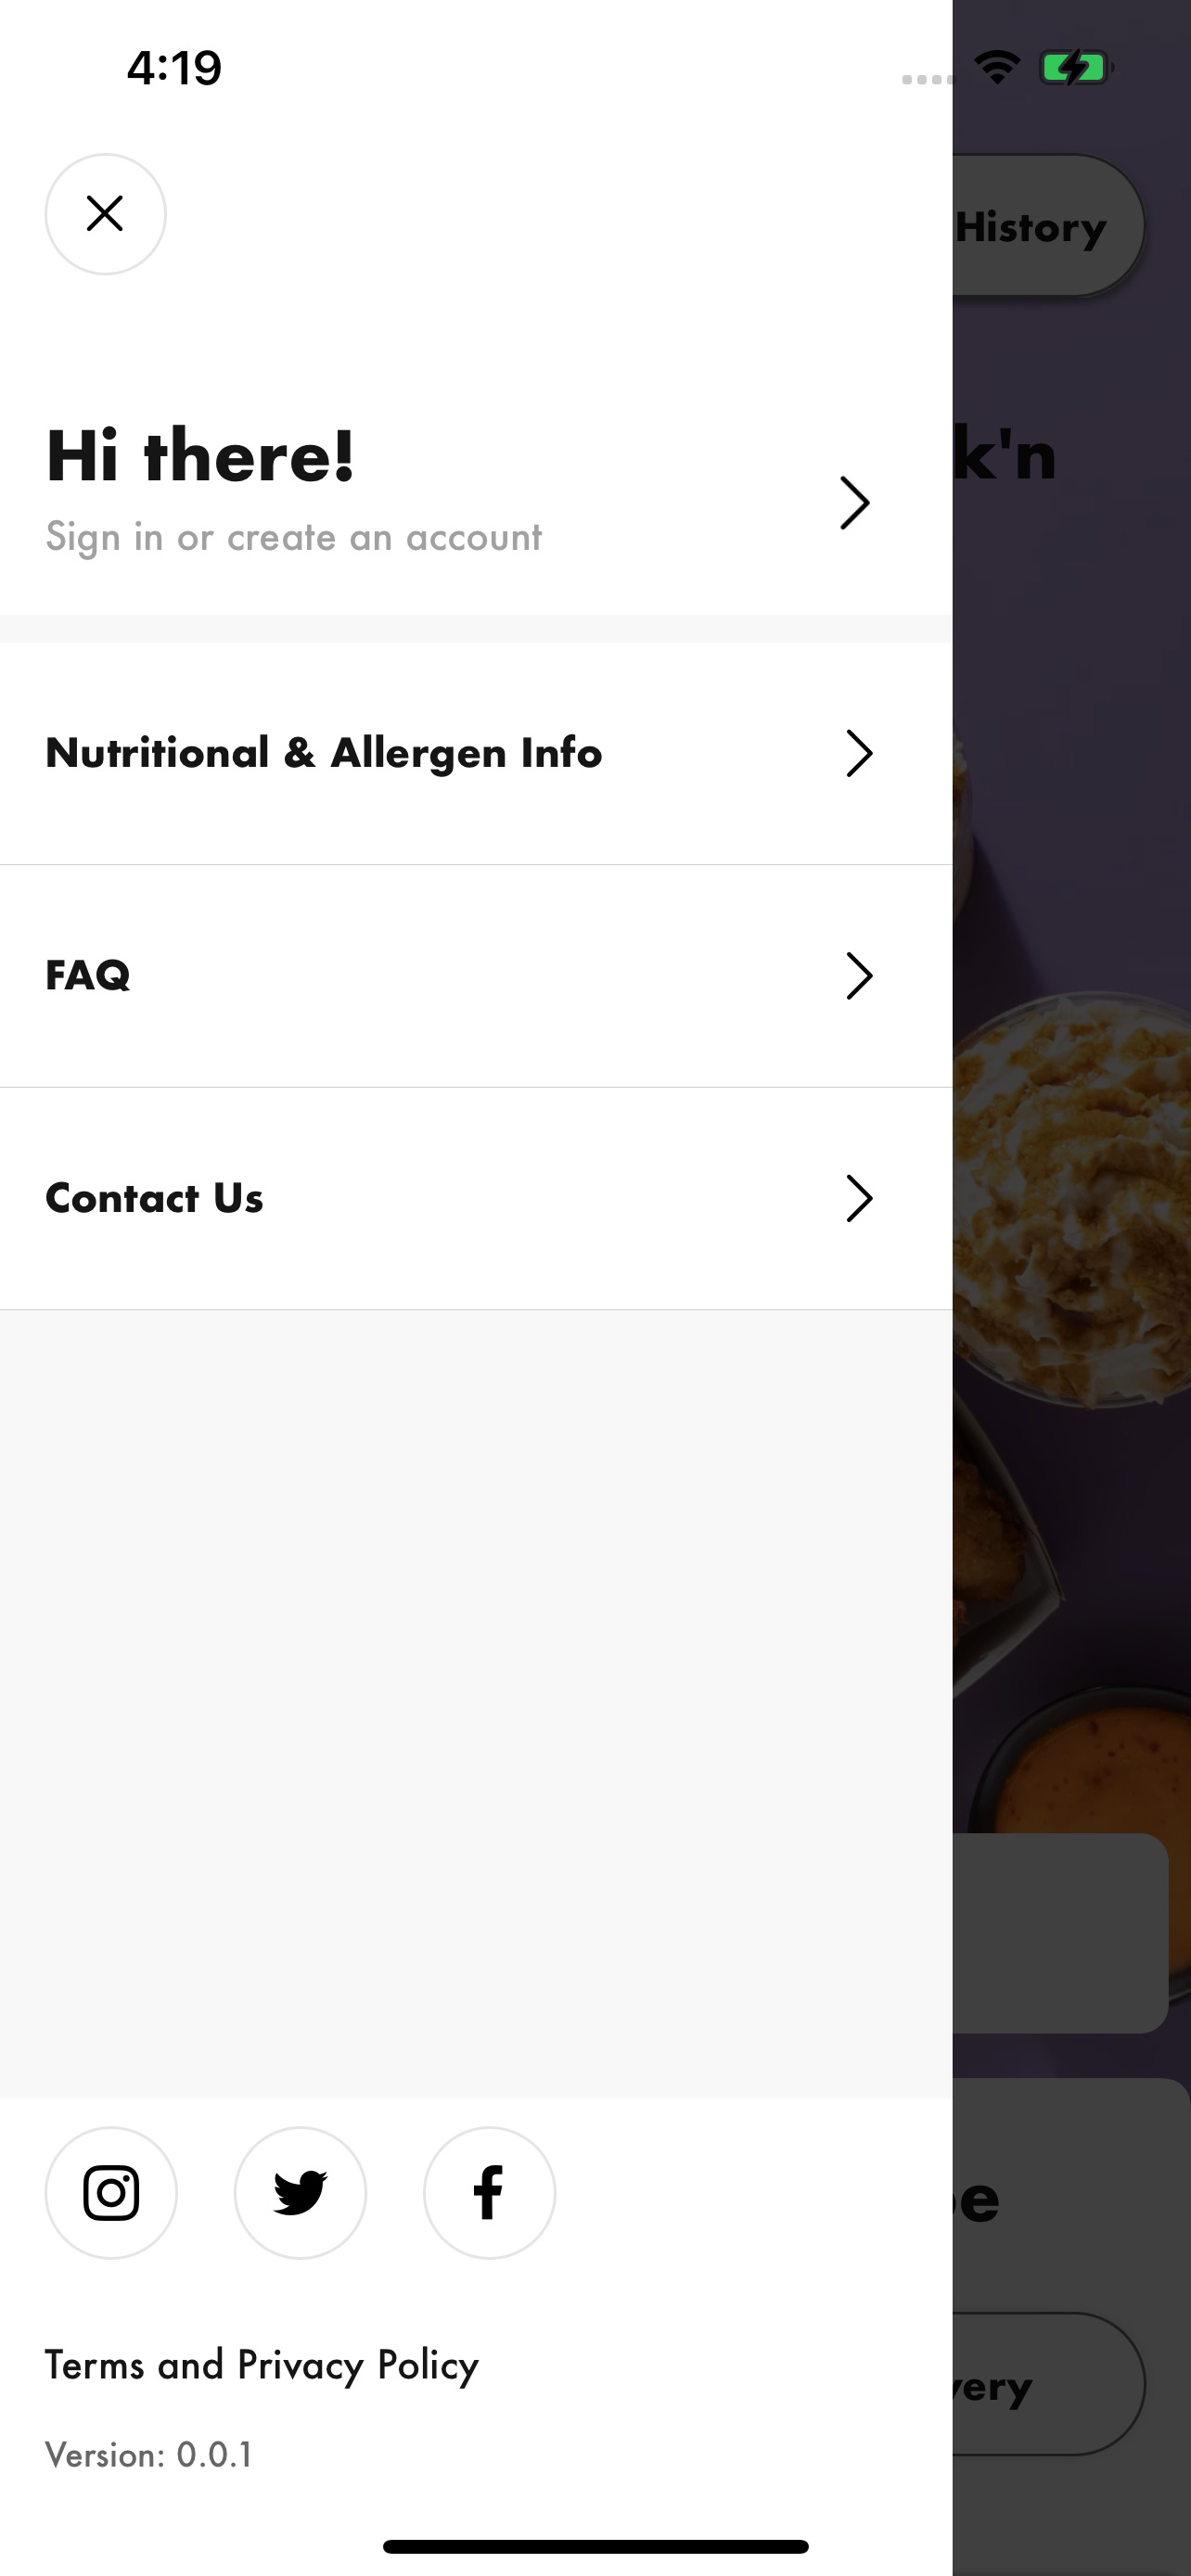 4:19
History
Hi there!
k'n
Sign in or create an account
Nutritional & Allergen Info
FAQ
Contact Us
Terms and Privacy Policy
Version: 0.0.1